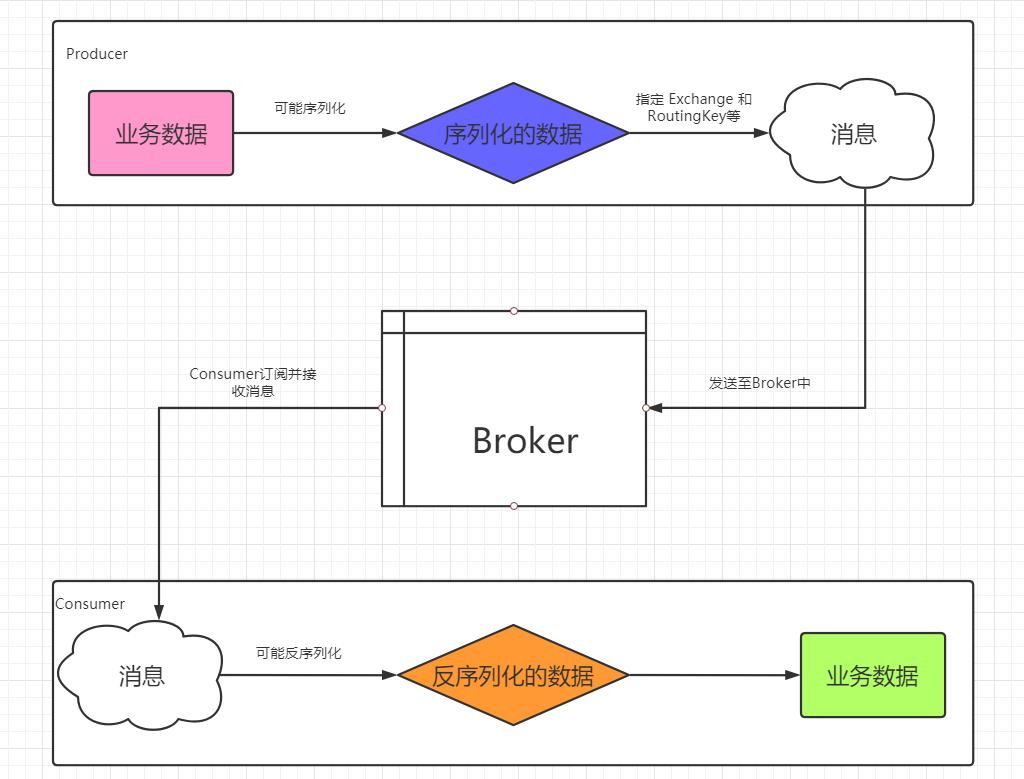 Producer
业务数据
可能序列化
序列化的数据
指定 Exchange 和
RoutingKey等
消息
Consumer订阅并接
收消息
Broker
发送至Broker中
Consumer
消息
可能反序列化
反序列化的数据
业务数据